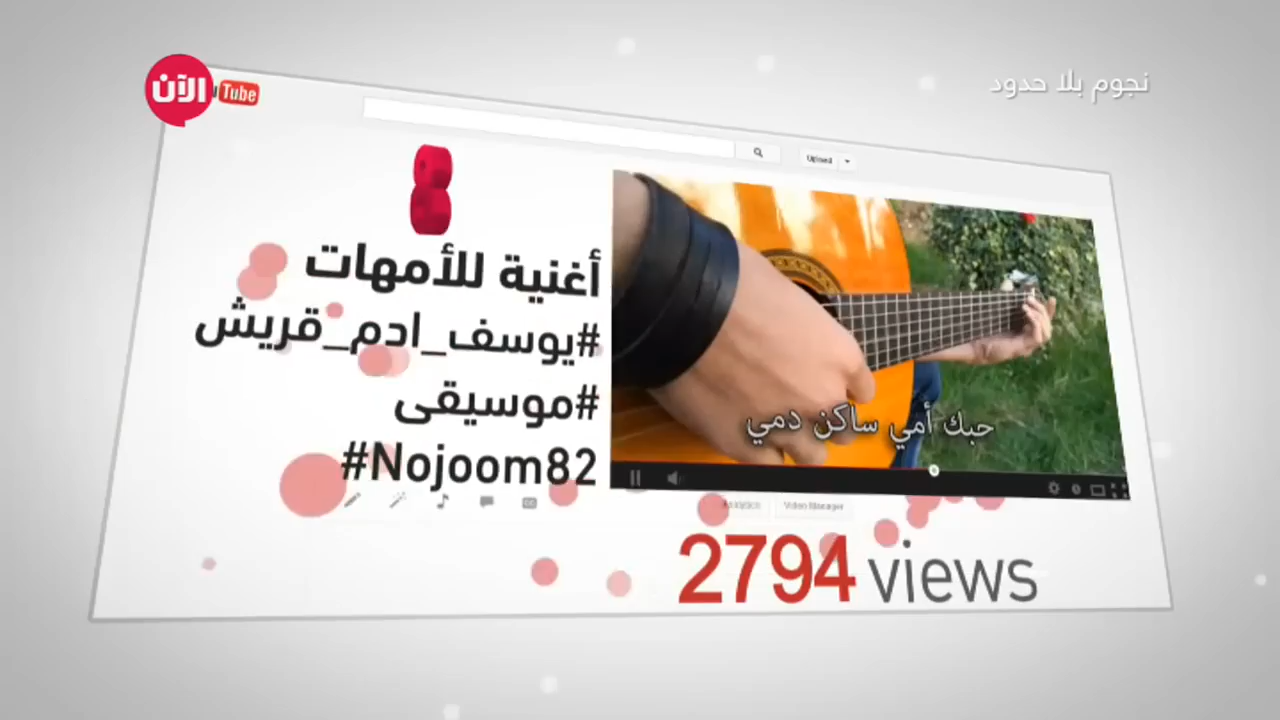 الآن
Tube
نجوم بلا حدود
Upload
8
أغنية للأمهات
#يوسف_ادم_قريش
#موسيقى
#Nojoom82
حبك أمي ساكن دمي
Video Manager
2794 views